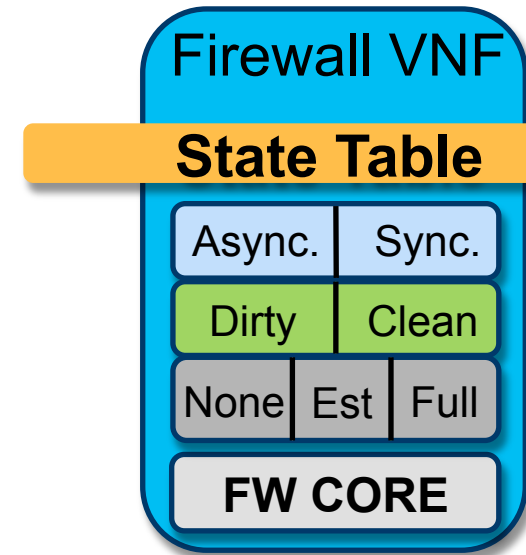 Firewall VNF
State Table
Async. Sync.
Dirty Clean
None Est Full
FW CORE